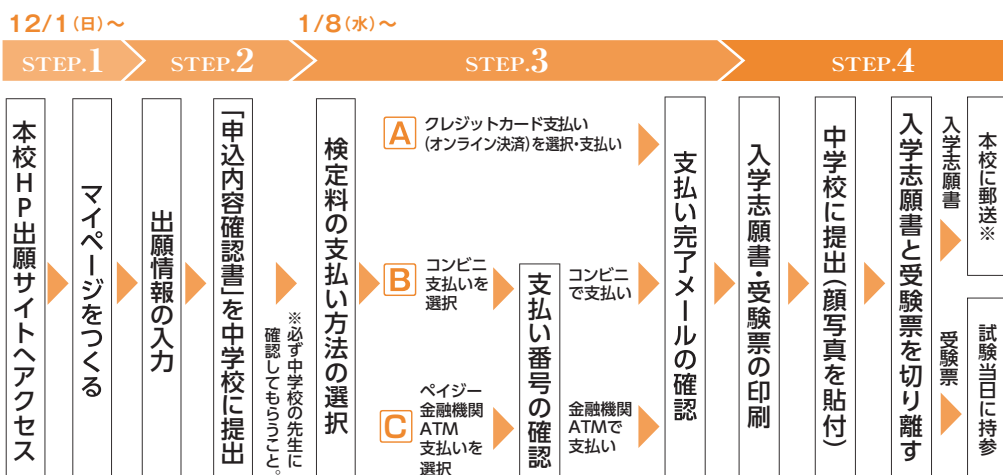 12/1(日)〜
1/8(水)〜
STEP.1
STEP.2
STEP.3
STEP.4
本校HP出願サイトへアクセス
マイページをつくる
出願情報の入力
「申込内容確認書」を中学校に提出
※必ず中学校の先生に
確認してもらうこと。
検定料の支払い方法の選択
A
クレジットカード支払い
(オンライン決済)を選択・支払い
B
コンビニ
支払いを
選択
C
ペイジー
金融機関
ATM
支払いを
選択
支払い番号の確認
コンビニ
で支払い
金融機関
ATMで
支払い
支払い完了メールの確認
入学志願書・受験票の印刷
中学校に提出(顔写真を貼付)
入学志願書と受験票を切り離す
入学志願書
本校に郵送※
受験票
試験当日に持参